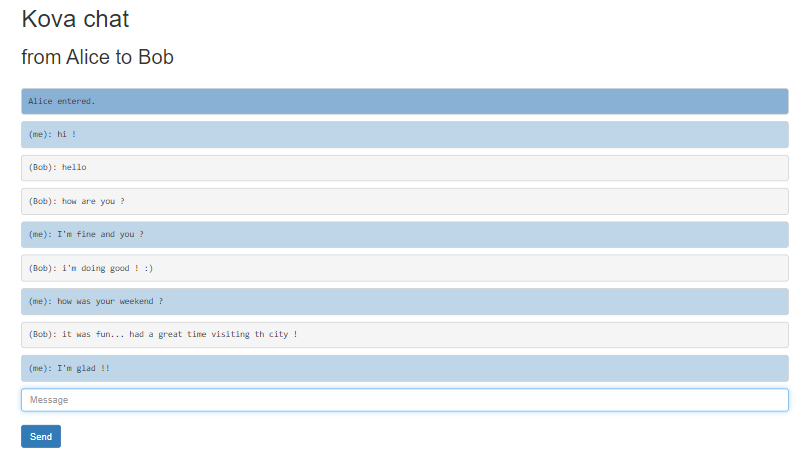 Kova chat
from Alice to Bob
Alice entered.
(me): hi !
(Bob): hello
(Bob): how are you ?
(me): I'm fine and you ?
(Bob): i'm doing good ! :)
(me): how was your weekend ?
(Bob): it was fun... had a great time visiting th city !
(me): I'm glad !!
Message
Send